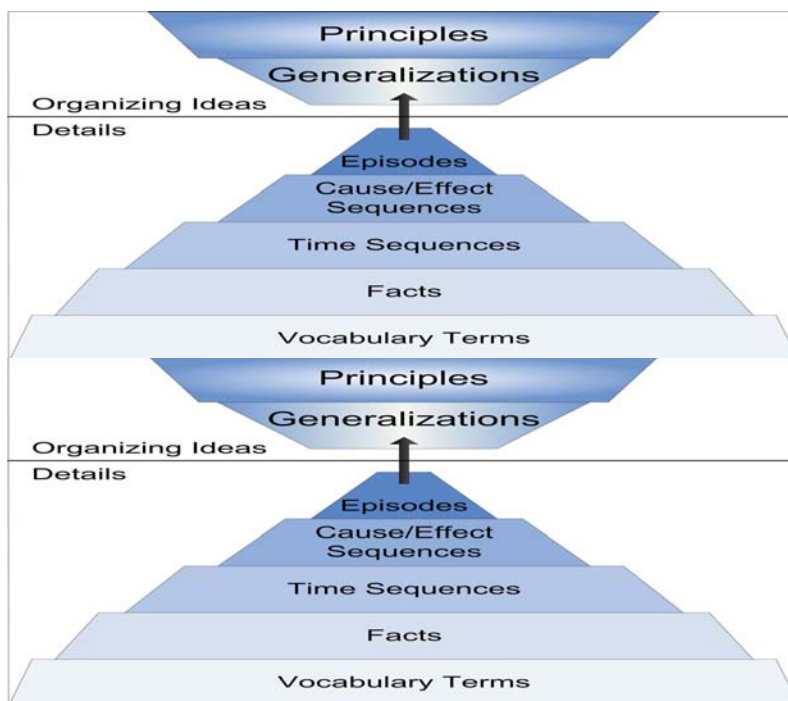 Principles
Generalizations
Organizing Ideas
Details
Episodes
Cause/Effect
Sequences
Time Sequences
Facts
Vocabulary Terms
Principles
Generalizations
Organizing Ideas
Details
Episodes
Cause/Effect
Sequences
Time Sequences
Facts
Vocabulary Terms